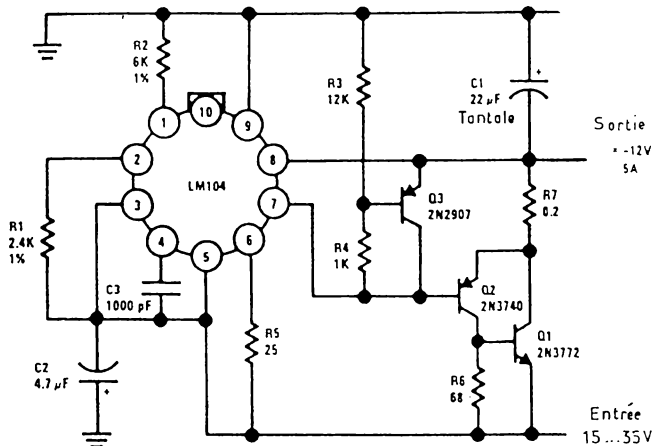 R2
6K
1%
R3
12K
C1
22 µF
Tantale
+
Sortie
= -12V
5A
1
10
9
2
8
LM104
3
7
4
5
6
R1
2.4K
1%
Q3
2N2907
R7
0.2
R4
1K
C3
1000 pF
Q2
2N3740
Q1
2N3772
R5
25
C2
4.7 µF
+
R6
68
Entrée
15...35V